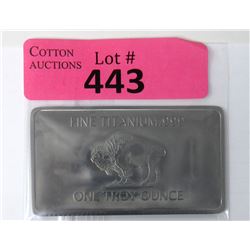 COTTON
AUCTIONS
Lot #
443
FINE TITANIUM .999
ONE TROY OUNCE